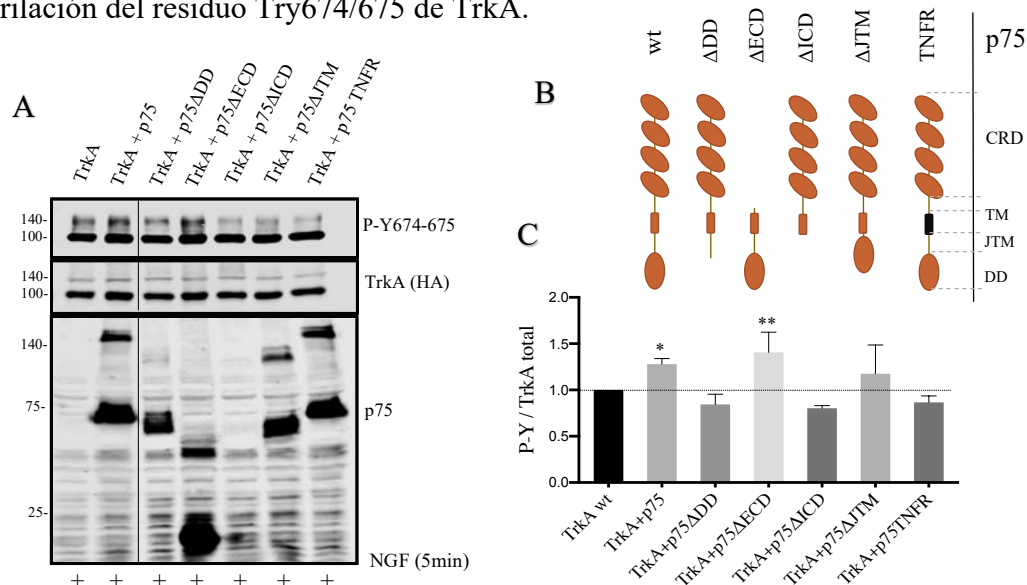 rilación del residuo Try674/675 de TrkA.
A
TrkA
TrkA + p75
TrkA + p75ΔDD
TrkA + p75ΔECD
TrkA + p75ΔICD
TrkA + p75ΔJTM
TrkA + p75 TNFR
140-
100-
P-Y674-675
140-
100-
TrkA (HA)
140-
75-
25-
p75
NGF (5min)
+ + + + + + +
B
wt
ΔDD
ΔECD
ΔICD
ΔJTM
TNFR
p75
CRD
TM
JTM
DD
C
P-Y / TrkA total
2.0
1.5
1.0
0.5
0.0
*
**
TrkA wt
TrkA+p75
TrkA+p75ΔDD
TrkA+p75ΔECD
TrkA+p75ΔICD
TrkA+p75ΔJTM
TrkA+p75TNFR